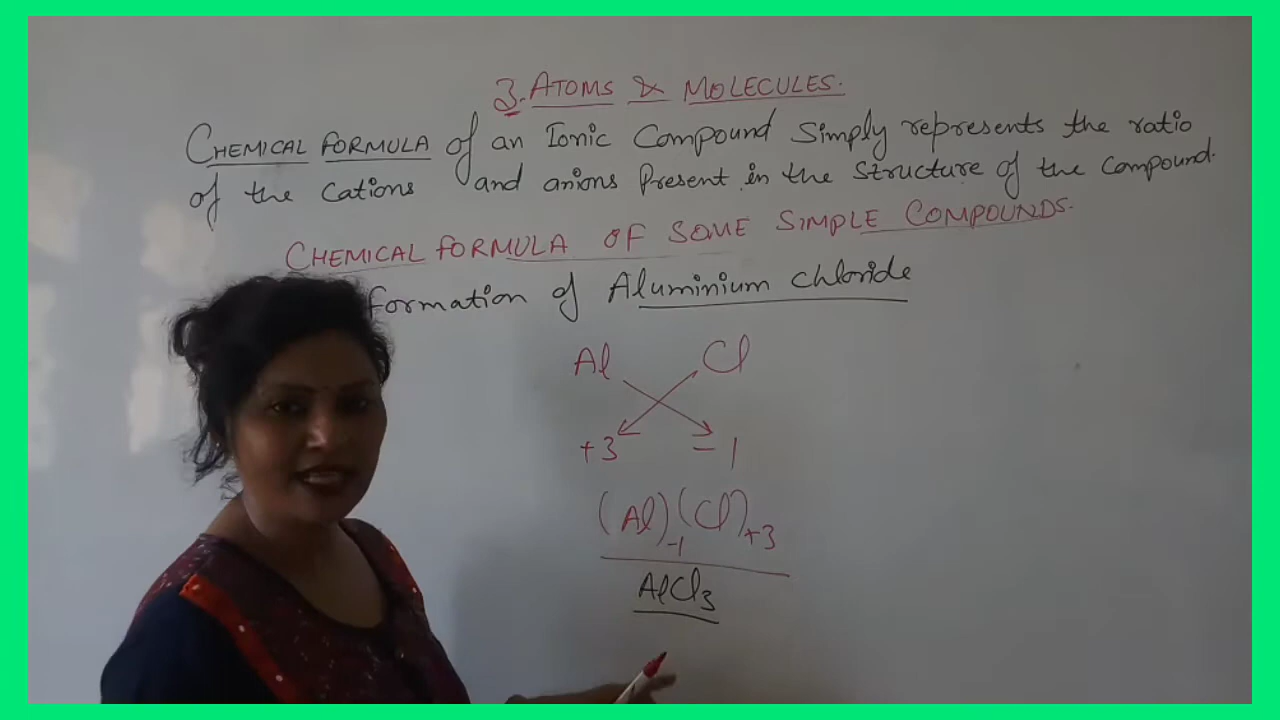 3. ATOMS & MOLECULES.
CHEMICAL FORMULA of an Ionic Compound Simply represents the ratio
of the Cations and anions Present in the Structure of the Compound.
CHEMICAL FORMULA OF SOME SIMPLE COMPOUNDS.
formation of Aluminium chloride
Al Cl
+3 -1
(Al)-1 (Cl)+3
AlCl3